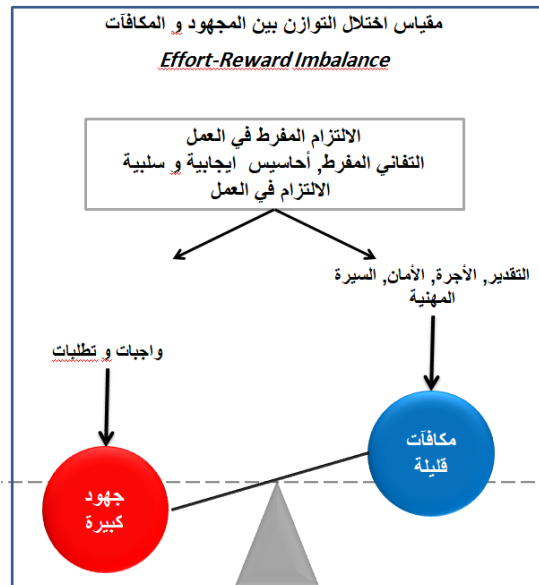 مقياس اختلال التوازن بين المجهود و المكافآت
Effort-Reward Imbalance
الالتزام المفرط في العمل
التفاني المفرط, أحاسيس ايجابية و سلبية
الالتزام في العمل
التقدير, الأجرة, الأمان, السيرة
المهنية
واجبات و تطلبات
مكافآت
قليلة
جهود
كبيرة